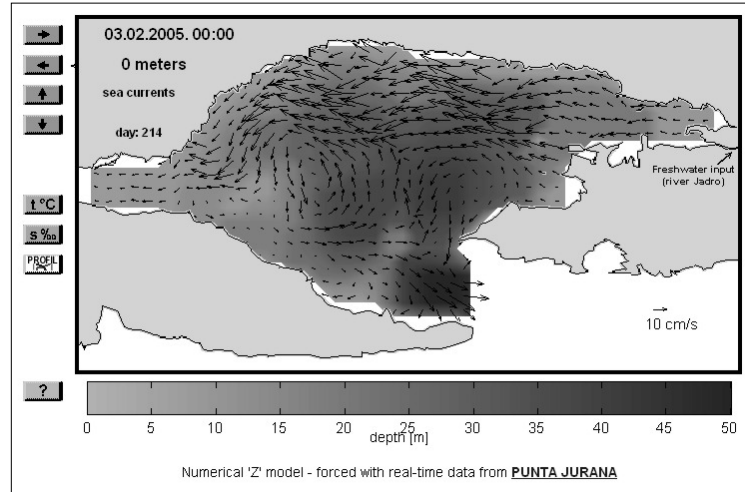 03.02.2005. 00:00
0 meters
sea currents
day: 214
t °C
s ‰
PROFIL
Freshwater input
(river Jadro)
10 cm/s
?
0 5 10 15 20 25 30 35 40 45 50
depth [m]
Numerical 'Z' model - forced with real-time data from PUNTA JURANA